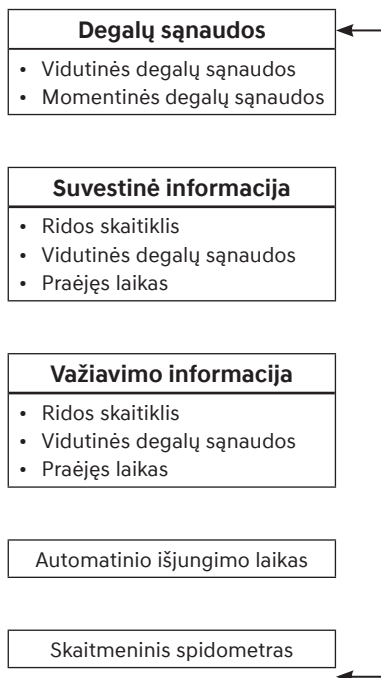 Degalų sąnaudos
• Vidutinės degalų sąnaudos
• Momentinės degalų sąnaudos
Suvestinė informacija
• Ridos skaitiklis
• Vidutinės degalų sąnaudos
• Praėjęs laikas
Važiavimo informacija
• Ridos skaitiklis
• Vidutinės degalų sąnaudos
• Praėjęs laikas
Automatinio išjungimo laikas
Skaitmeninis spidometras